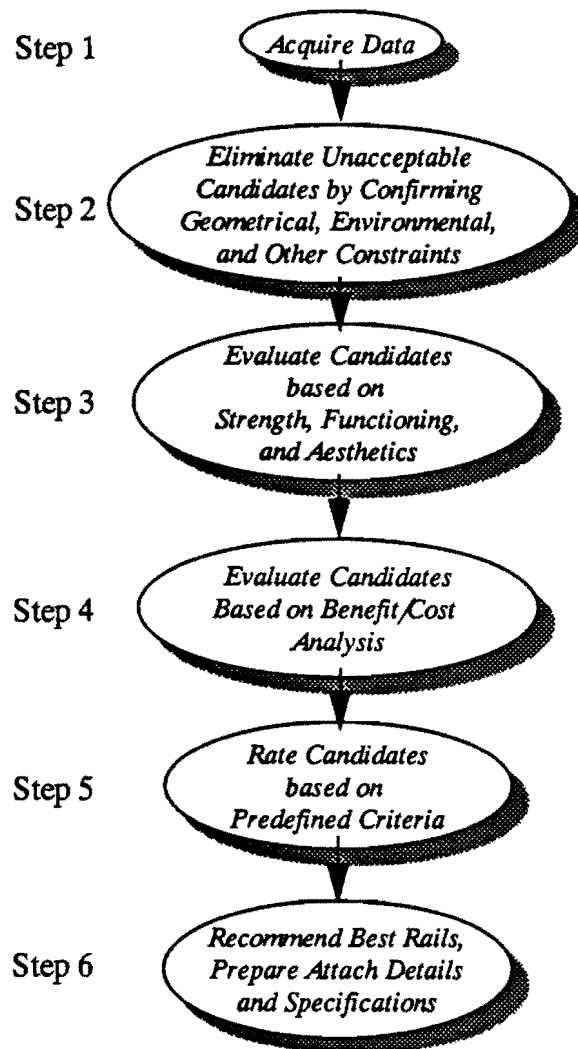 Step 1
Acquire Data
Step 2
Eliminate Unacceptable
Candidates by Confirming
Geometrical, Environmental,
and Other Constraints
Step 3
Evaluate Candidates
based on
Strength, Functioning,
and Aesthetics
Step 4
Evaluate Candidates
Based on Benefit/Cost
Analysis
Step 5
Rate Candidates
based on
Predefined Criteria
Step 6
Recommend Best Rails,
Prepare Attach Details
and Specifications